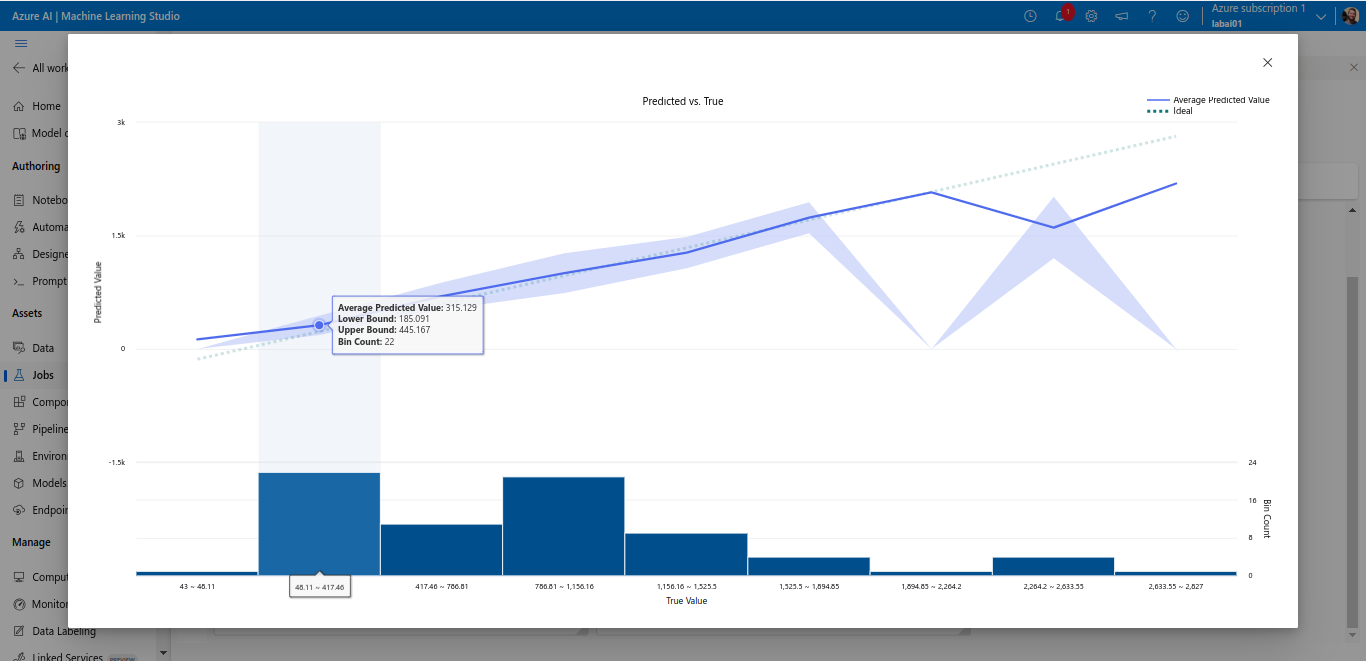 Azure AI | Machine Learning Studio
1
Azure subscription 1
labai01
All work
Home
Model c
Authoring
Notebo
Automa
Designe
Prompt
Assets
Data
Jobs
Compor
Pipeline
Environ
Models
Endpoin
Manage
Comput
Monitor
Data Labeling
Linked Services PREVIEW
Predicted vs. True
Average Predicted Value
Ideal
3k
1.5k
0
-1.5k
Predicted Value
Average Predicted Value: 315.129
Lower Bound: 185.091
Upper Bound: 445.167
Bin Count: 22
24
16
8
0
Bin Count
43 ~ 48.11
48.11 ~ 417.46
417.46 ~ 786.81
786.81 ~ 1,156.16
1,156.16 ~ 1,525.5
1,525.5 ~ 1,894.85
1,894.85 ~ 2,264.2
2,264.2 ~ 2,633.55
2,633.55 ~ 2,827
True Value